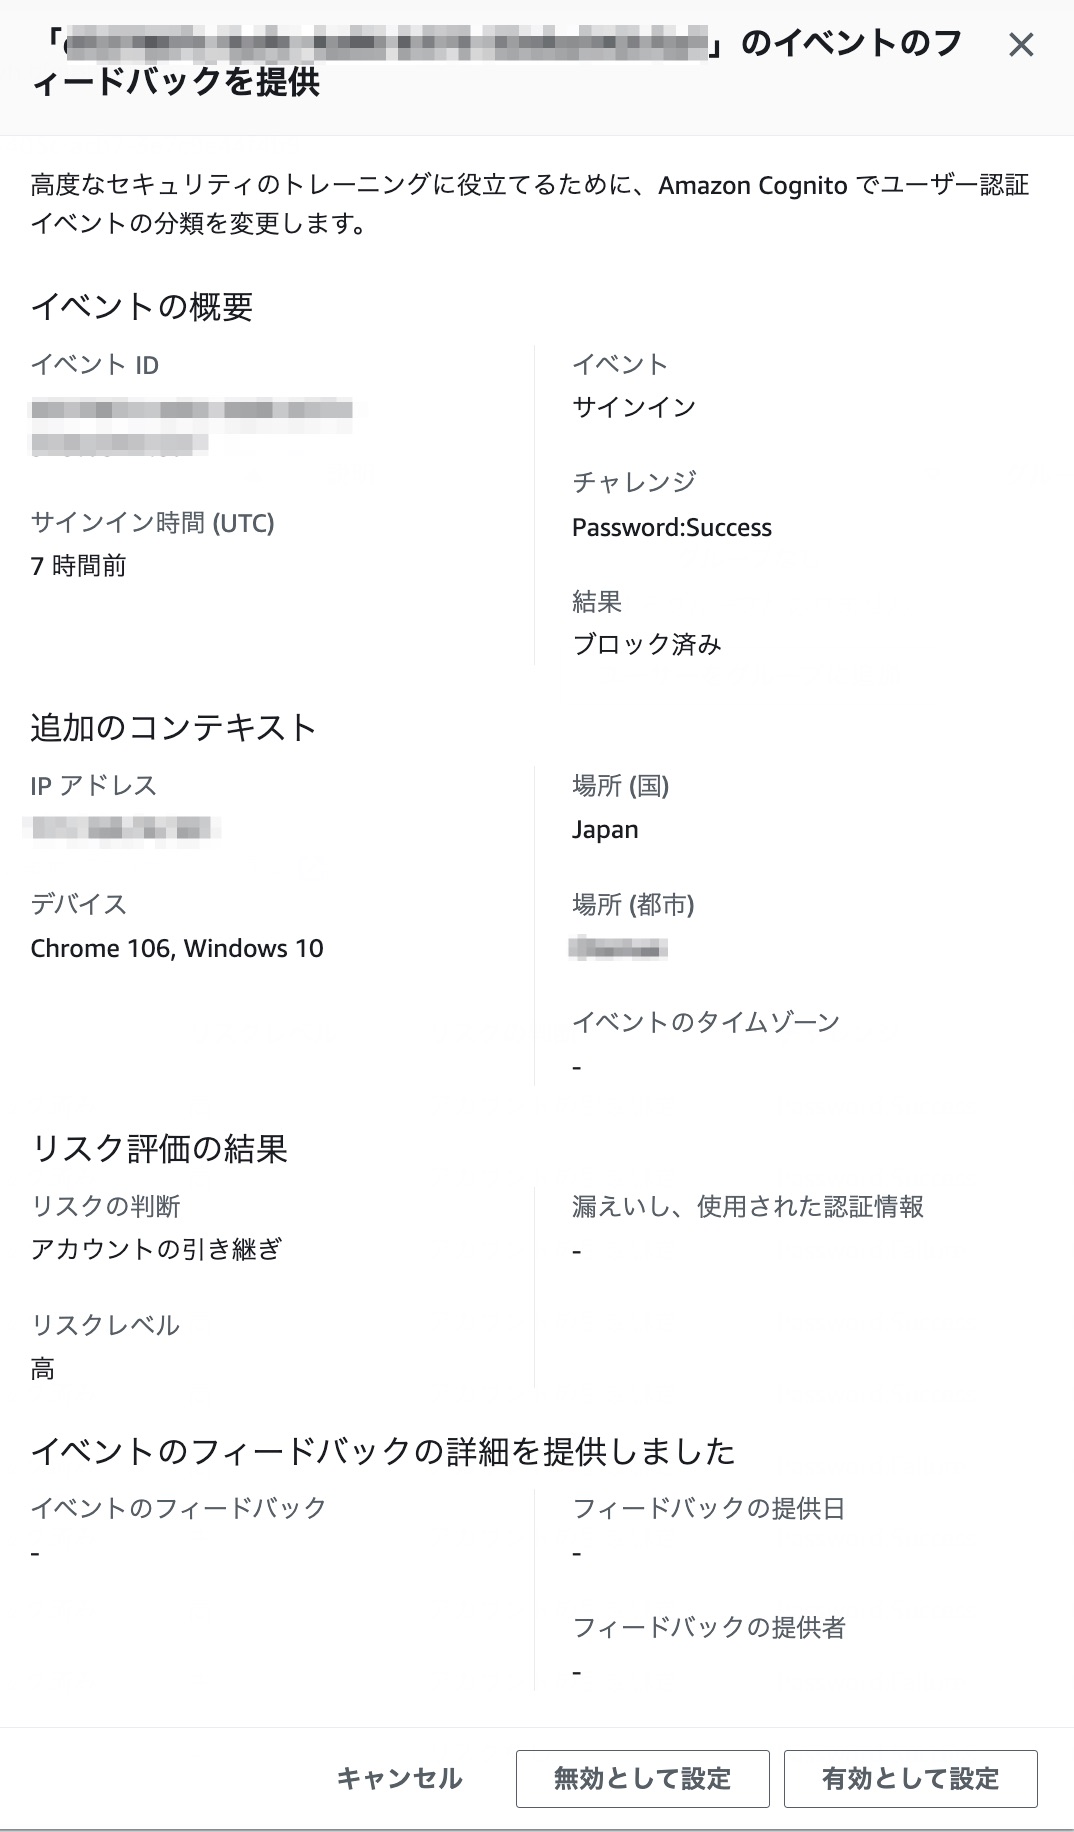 「 」のイベントのフ
ィードバックを提供
高度なセキュリティのトレーニングに役立てるために、Amazon Cognito でユーザー認証
イベントの分類を変更します。
イベントの概要
イベント ID
サインイン時間 (UTC)
7 時間前
イベント
サインイン
チャレンジ
Password:Success
結果
ブロック済み
追加のコンテキスト
IP アドレス
デバイス
Chrome 106, Windows 10
場所 (国)
Japan
場所 (都市)
イベントのタイムゾーン
-
リスク評価の結果
リスクの判断
アカウントの引き継ぎ
リスクレベル
高
漏えいし、使用された認証情報
-
イベントのフィードバックの詳細を提供しました
イベントのフィードバック
-
フィードバックの提供日
-
フィードバックの提供者
-
キャンセル
無効として設定
有効として設定